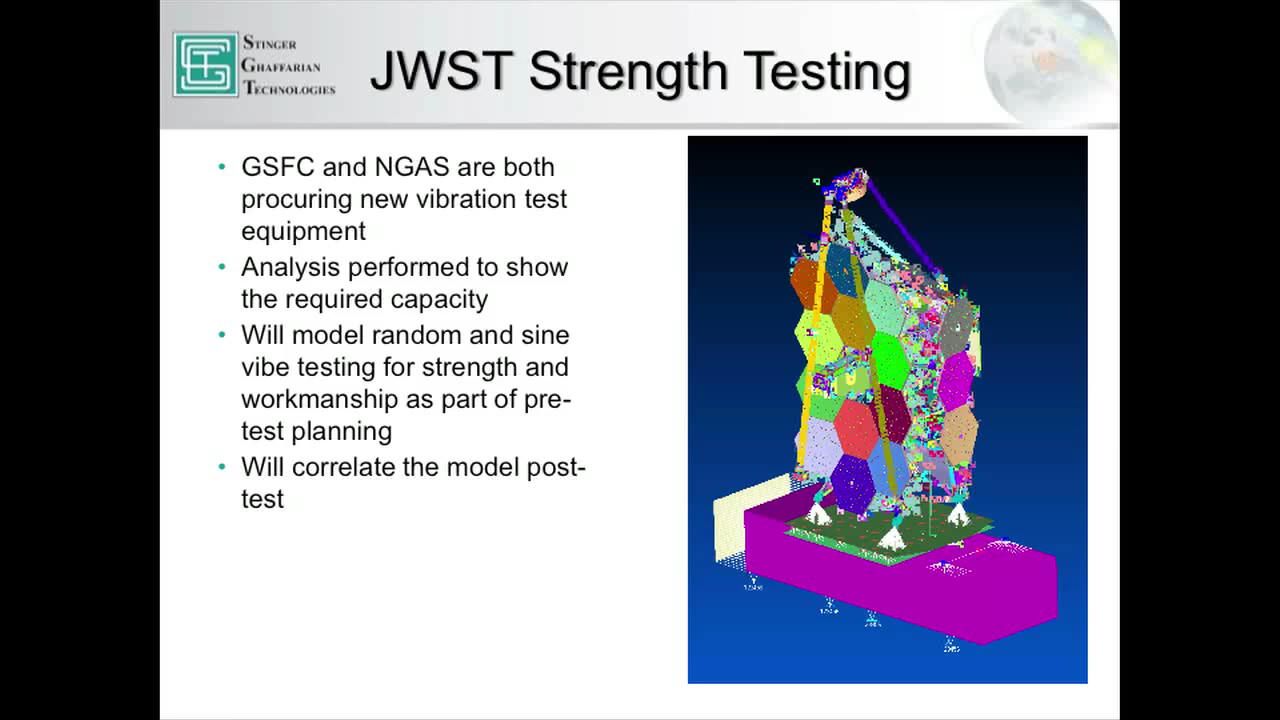 STINGER
GHAFFARIAN
TECHNOLOGIES
JWST Strength Testing
• GSFC and NGAS are both
procuring new vibration test
equipment
• Analysis performed to show
the required capacity
• Will model random and sine
vibe testing for strength and
workmanship as part of pre-
test planning
• Will correlate the model post-
test